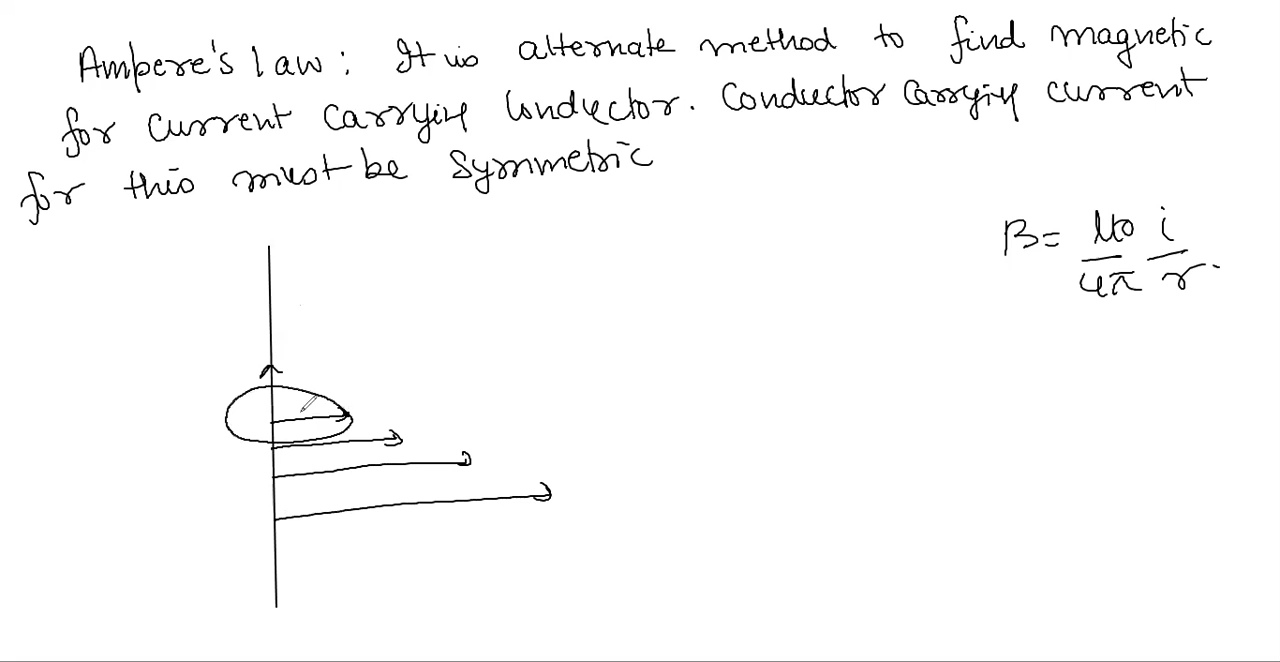 Ampere's law : It is alternate method to find magnetic
for current carrying conductor. Conductor carrying current
for this must be symmetric
B = μ0 i
4π r